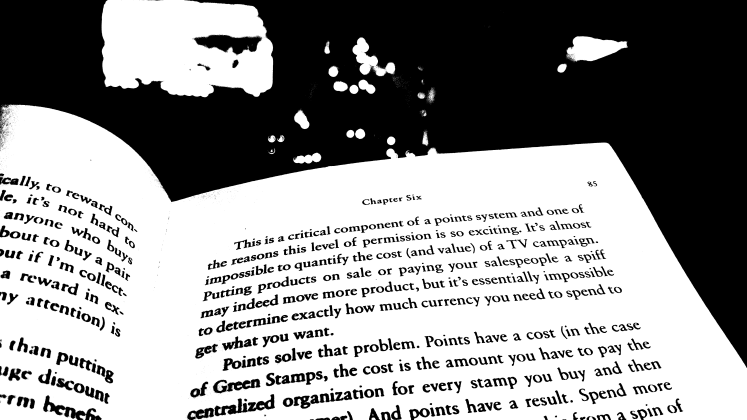 ically, to reward con-
le, it's not hard to
anyone who buys
bout to buy a pair
out if I'm collect-
a reward in ex-
ny attention) is
s than putting
uge discount
erm benefit
Chapter Six
85
This is a critical component of a points system and one of
the reasons this level of permission is so exciting. It's almost
impossible to quantify the cost (and value) of a TV campaign.
Putting products on sale or paying your salespeople a spiff
may indeed move more product, but it's essentially impossible
to determine exactly how much currency you need to spend to
get what you want.
Points solve that problem. Points have a cost (in the case
of Green Stamps, the cost is the amount you have to pay the
centralized organization for every stamp you buy and then
And points have a result. Spend more
from a spin of